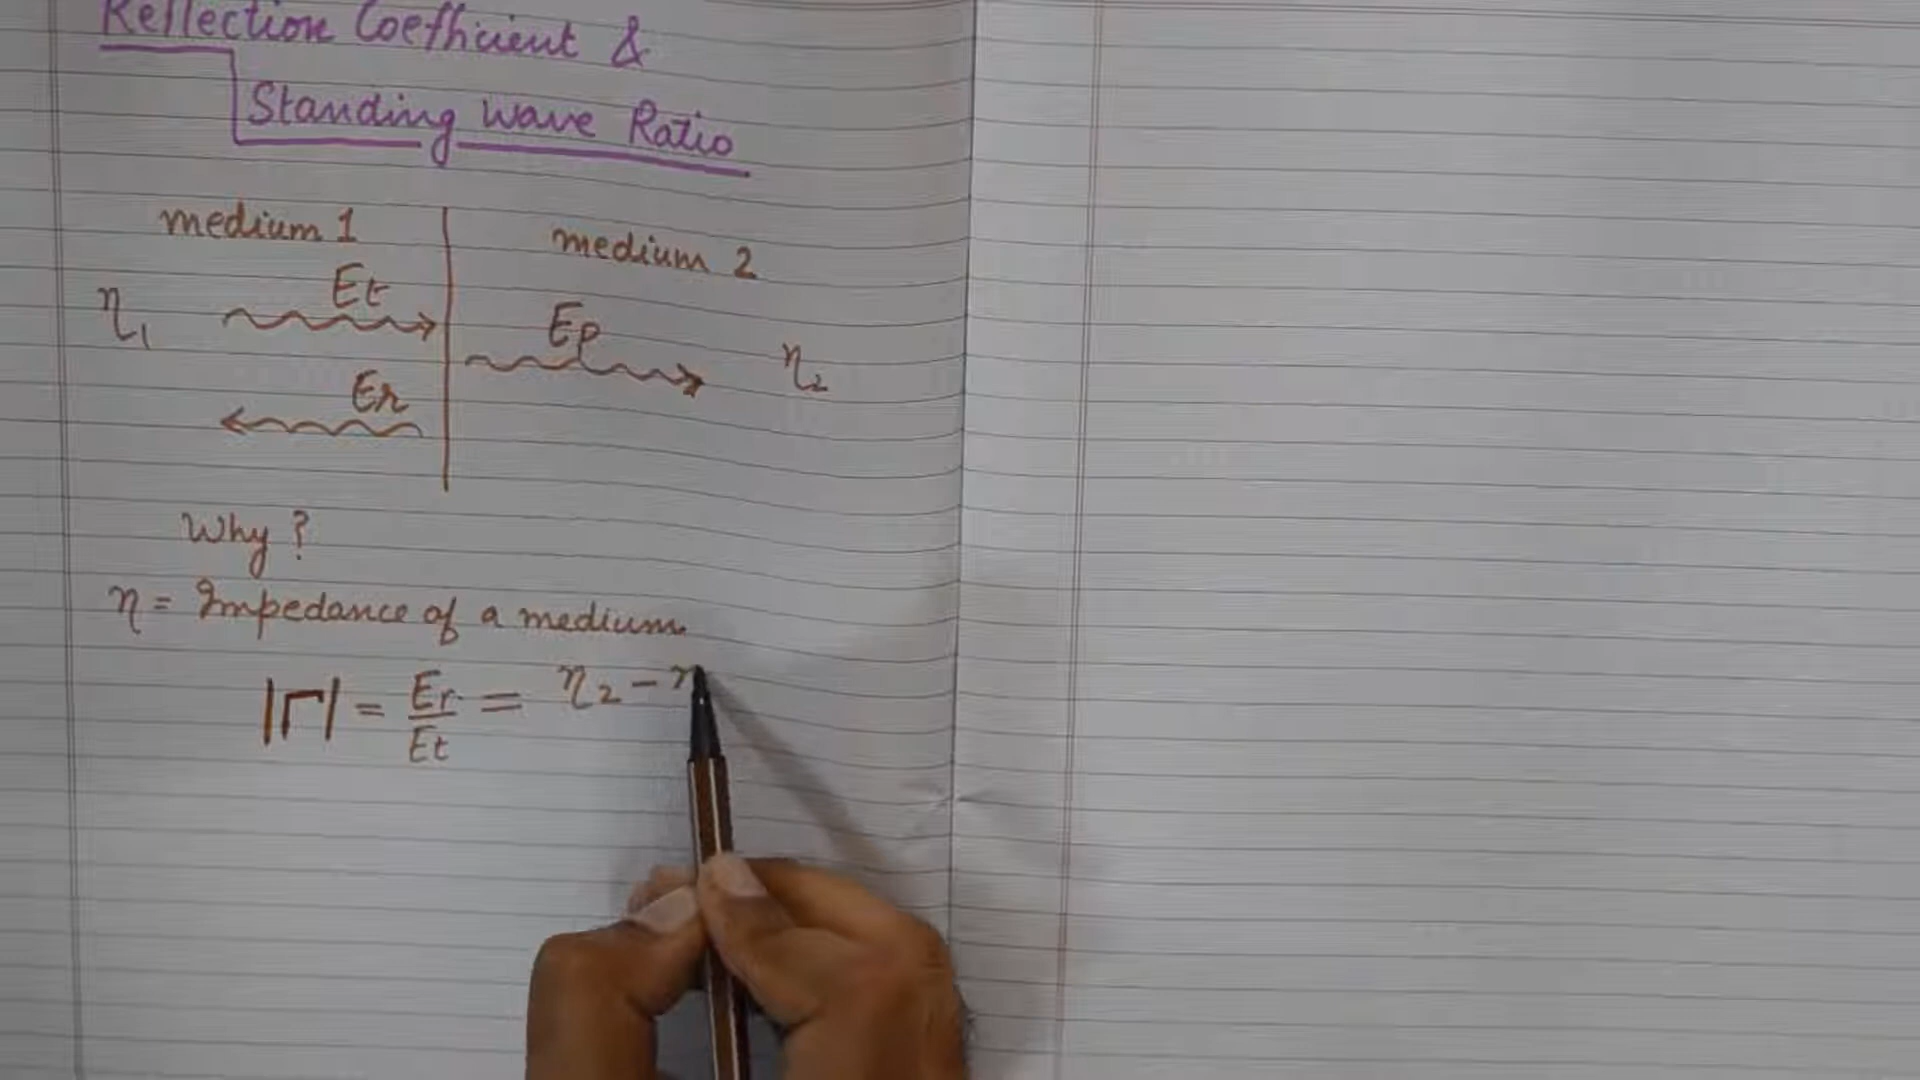 Reflection Coefficient &
Standing Wave Ratio
medium 1
medium 2
η₁
Et
Ep
η₂
Er
Why?
η = Impedance of a medium.
|Γ| = Er/Et = η₂ - η